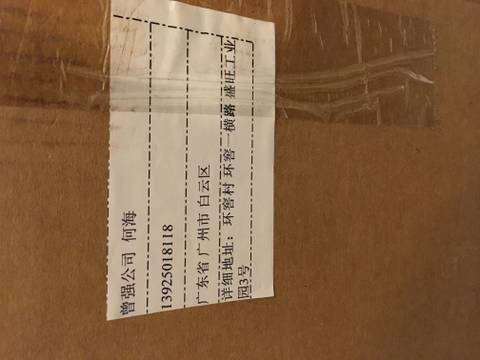 曾强公司 何海
13925018118
广东省 广州市 白云区
详细地址：环窖村 环窖一横路 盛旺工业
园3号